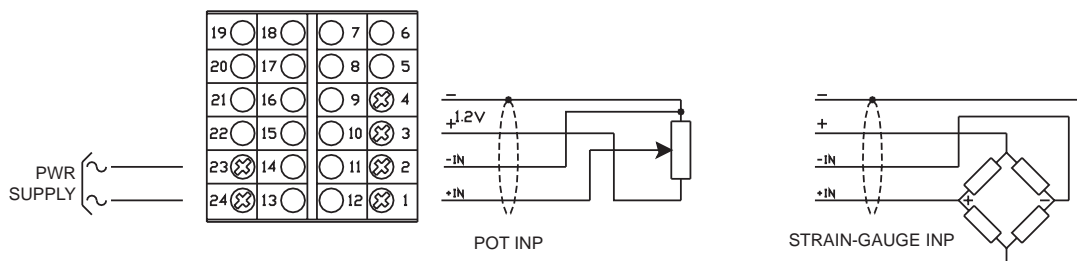 19 18 7 6
20 17 8 5
21 16 9 4
22 15 10 3
23 14 11 2
24 13 12 1
PWR
SUPPLY
−
+ 1.2V
-IN
+IN
POT INP
−
+
-IN
+IN
+ −
STRAIN-GAUGE INP